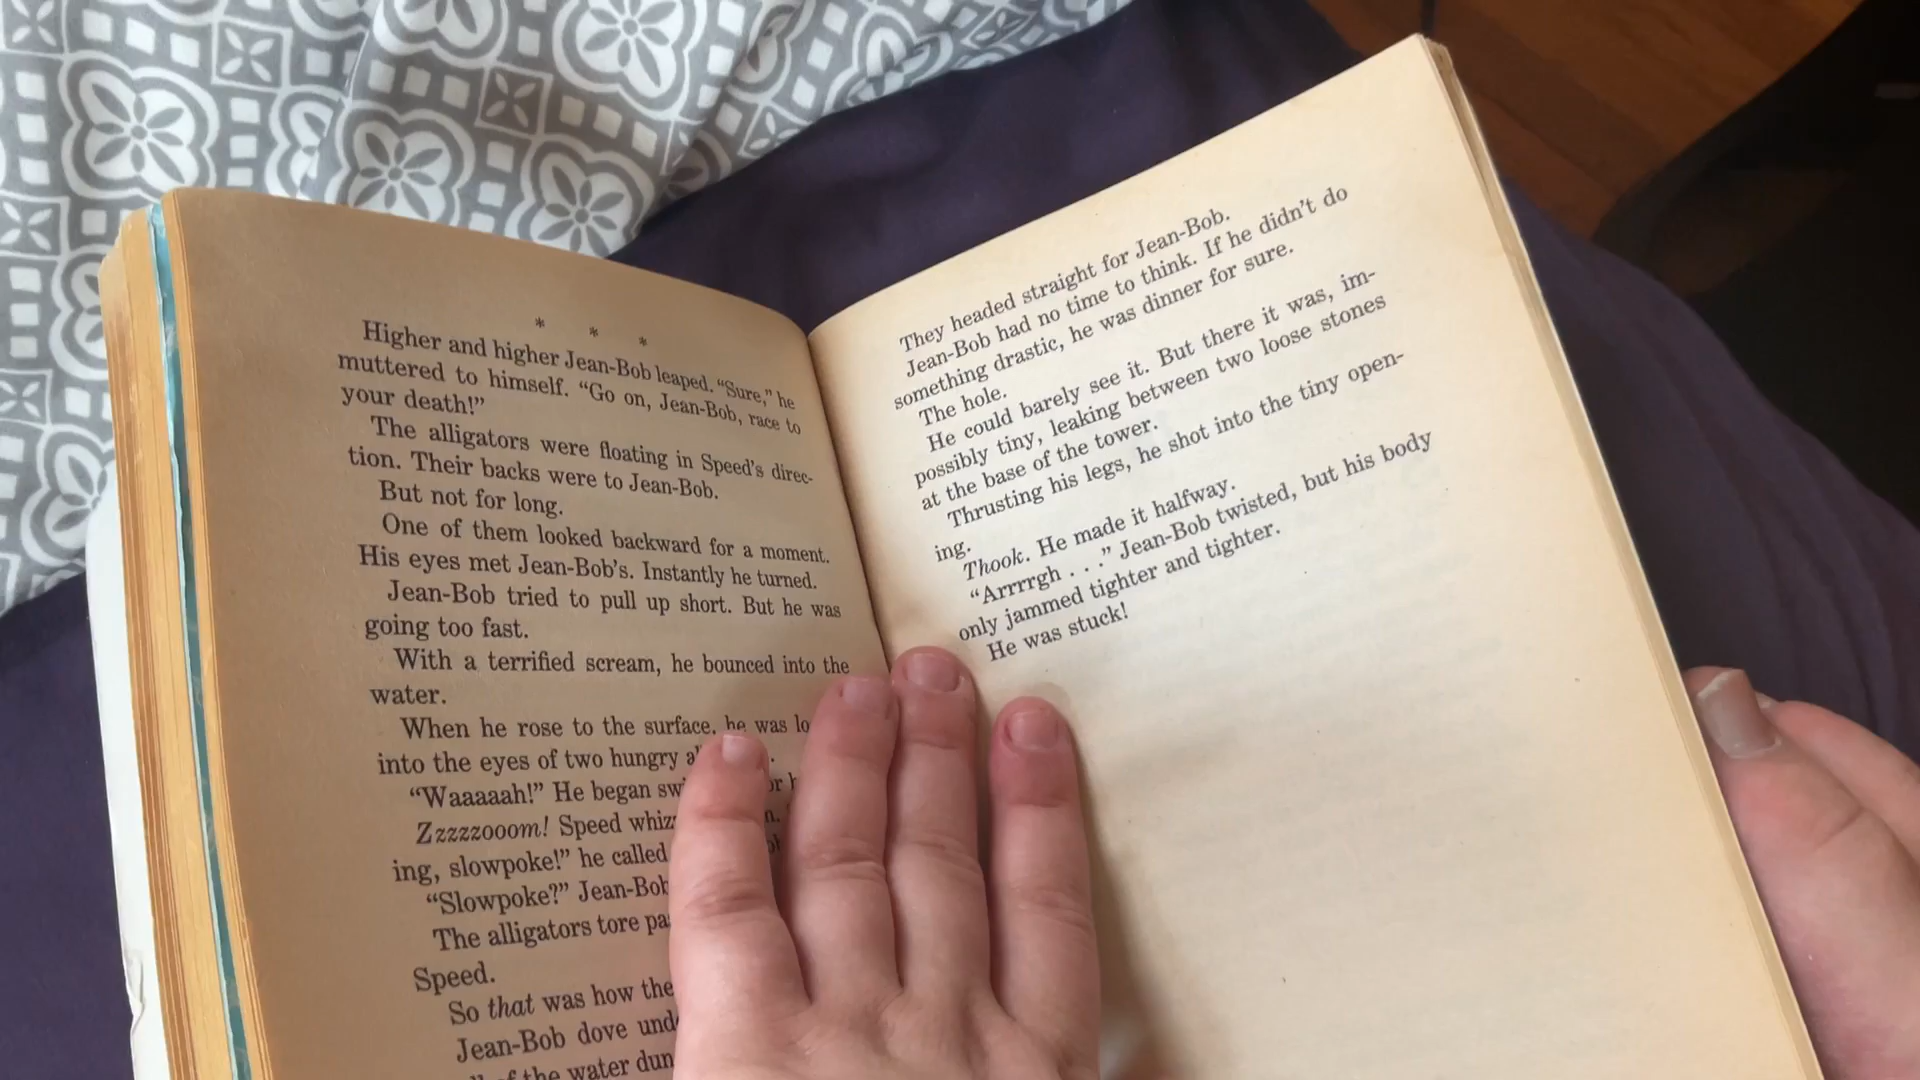 * * *
Higher and higher Jean-Bob leaped. “Sure,” he
muttered to himself. “Go on, Jean-Bob, race to
your death!”
The alligators were floating in Speed's direc-
tion. Their backs were to Jean-Bob.
But not for long.
One of them looked backward for a moment.
His eyes met Jean-Bob's. Instantly he turned.
Jean-Bob tried to pull up short. But he was
going too fast.
With a terrified scream, he bounced into the
water.
When he rose to the surface, he was lo
into the eyes of two hungry al
“Waaaaah!” He began sw
Zzzzzooom! Speed whiz
ing, slowpoke!” he called
“Slowpoke?” Jean-Bob
The alligators tore pa
Speed.
So that was how the
Jean-Bob dove und
of the water dun
They headed straight for Jean-Bob.
Jean-Bob had no time to think. If he didn't do
something drastic, he was dinner for sure.
The hole.
He could barely see it. But there it was, im-
possibly tiny, leaking between two loose stones
at the base of the tower.
Thrusting his legs, he shot into the tiny open-
ing.
Thook. He made it halfway.
“Arrrrgh . . .” Jean-Bob twisted, but his body
only jammed tighter and tighter.
He was stuck!